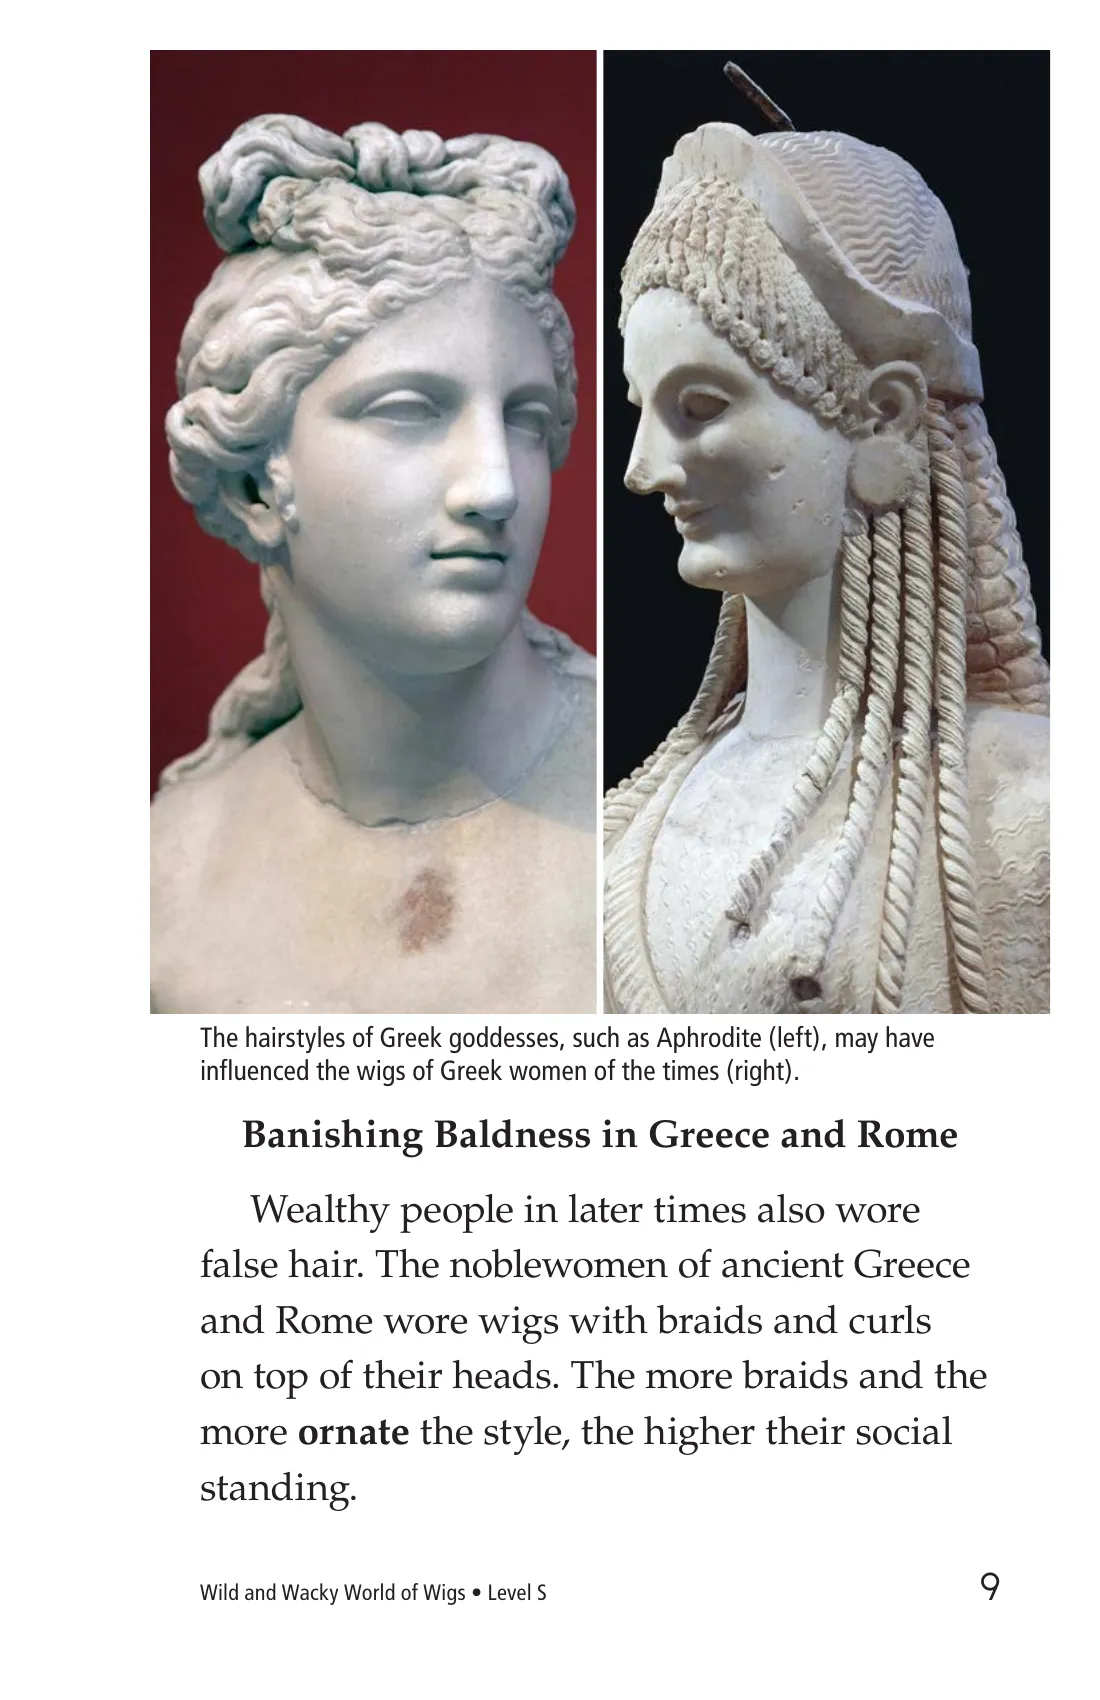 The hairstyles of Greek goddesses, such as Aphrodite (left), may have
influenced the wigs of Greek women of the times (right).
Banishing Baldness in Greece and Rome
Wealthy people in later times also wore
false hair. The noblewomen of ancient Greece
and Rome wore wigs with braids and curls
on top of their heads. The more braids and the
more ornate the style, the higher their social
standing.
Wild and Wacky World of Wigs • Level S 9